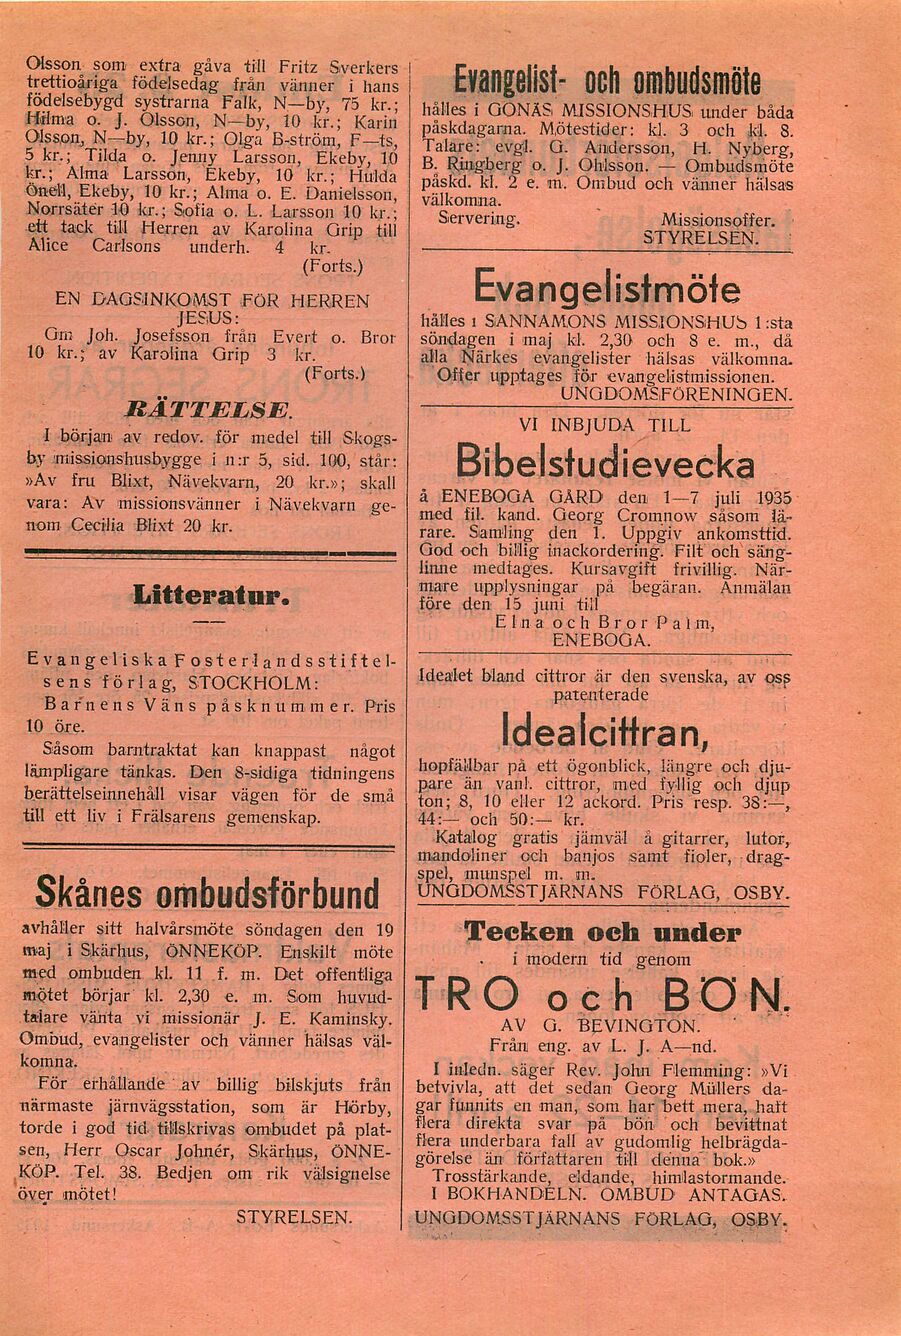 Olsson som extra gåva till Fritz Sverkers
trettioåriga födelsedag från vänner i hans
födelsebygd systrarna Falk, N—by, 75 kr.;
Hilma o. J. Olsson, N—by, 10 kr.; Karin
Olsson, N—by, 10 kr.; Olga B-ström, F—ts,
5 kr.; Tilda o. Jenny Larsson, Ekeby, 10
kr.; Alma Larsson, Ekeby, 10 kr.; Hulda
Önell, Ekeby, 10 kr.; Alma o. E. Danielsson,
Norrsäter 10 kr.; Sofia o. L. Larsson 10 kr.;
ett tack till Herren av Karolina Grip till
Alice Carlsons underh. 4 kr.
(Forts.)
EN DAGSINKOMST FÖR HERREN
JESUS:
Gm Joh. Josefsson från Evert o. Bror
10 kr.; av Karolina Grip 3 kr.
(Forts.)
RÄTTELSE.
I början av redov. för medel till Skogs-
by missionshusbygge i n:r 5, sid. 100, står:
»Av fru Blixt, Nävekvarn, 20 kr.»; skall
vara: Av missionsvänner i Nävekvarn ge-
nom Cecilia Blixt 20 kr.
Litteratur.
Evangeliska Fosterlandsstiftel-
sens förlag, STOCKHOLM:
Barnens Väns påsknummer. Pris
10 öre.
Såsom barntraktat kan knappast något
lämpligare tänkas. Den 8-sidiga tidningens
berättelseinnehåll visar vägen för de små
till ett liv i Frälsarens gemenskap.
Skånes ombudsförbund
avhåller sitt halvårsmöte söndagen den 19
maj i Skärhus, ÖNNEKÖP. Enskilt möte
med ombuden kl. 11 f. m. Det offentliga
mötet börjar kl. 2,30 e. m. Som huvud-
talare vänta vi missionär J. E. Kaminsky.
Ombud, evangelister och vänner hälsas väl-
komna.
För erhållande av billig bilskjuts från
närmaste järnvägsstation, som är Hörby,
torde i god tid tillskrivas ombudet på plat-
sen, Herr Oscar Johnér, Skärhus, ÖNNE-
KÖP. Tel. 38. Bedjen om rik välsignelse
över mötet!
STYRELSEN.
Evangelist- och ombudsmöte
hålles i GONÄS MISSIONSHUS under båda
påskdagarna. Mötestider: kl. 3 och kl. 8.
Talare: evgl. G. Andersson, H. Nyberg,
B. Ringberg o. J. Ohlsson. — Ombudsmöte
påskd. kl. 2 e. m. Ombud och vänner hälsas
välkomna.
Servering. Missionsoffer.
STYRELSEN.
Evangelistmöte
hålles i SANNAMONS MISSIONSHUS 1:sta
söndagen i maj kl. 2,30 och 8 e. m., då
alla Närkes evangelister hälsas välkomna.
Offer upptages för evangelistmissionen.
UNGDOMSFÖRENINGEN.
VI INBJUDA TILL
Bibelstudievecka
å ENEBOGA GÅRD den 1—7 juli 1935
med fil. kand. Georg Cromnow såsom lä-
rare. Samling den 1. Uppgiv ankomsttid.
God och billig inackordering. Filt och säng-
linne medtages. Kursavgift frivillig. När-
mare upplysningar på begäran. Anmälan
före den 15 juni till
Elna och Bror Palm,
ENEBOGA.
Idealet bland cittror är den svenska, av oss
patenterade
Idealcittran,
hopfällbar på ett ögonblick, längre och dju-
pare än vanl. cittror, med fyllig och djup
ton; 8, 10 eller 12 ackord. Pris resp. 38:—,
44:— och 50:— kr.
Katalog gratis jämväl å gitarrer, lutor,
mandoliner och banjos samt fioler, drag-
spel, munspel m. m.
UNGDOMSSTJÄRNANS FÖRLAG, OSBY.
Tecken och under
i modern tid genom
TRO och BÖN.
AV G. BEVINGTON.
Från eng. av L. J. A—nd.
I inledn. säger Rev. John Flemming: »Vi
betvivla, att det sedan Georg Müllers da-
gar funnits en man, som har bett mera, haft
flera direkta svar på bön och bevittnat
flera underbara fall av gudomlig helbrägda-
görelse än författaren till denna bok.»
Trosstärkande, eldande, himlastormande.
I BOKHANDELN. OMBUD ANTAGAS.
UNGDOMSSTJÄRNANS FÖRLAG, OSBY.